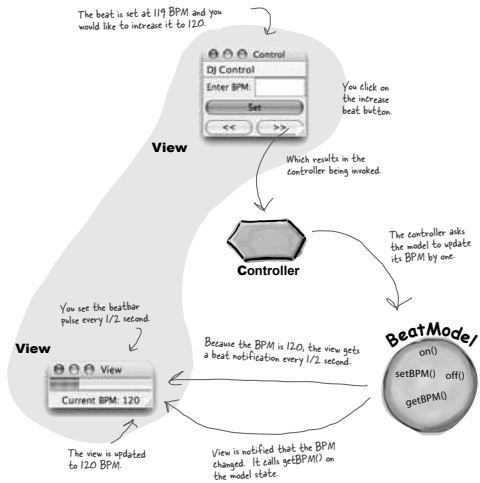 The beat is set at 119 BPM and you
would like to increase it to 120.
Control
DJ Control
Enter BPM:
Set
<<
>>
You click on
the increase
beat button.
View
Which results in the
controller being invoked.
Controller
The controller asks
the model to update
its BPM by one.
You see the beatbar
pulse every 1/2 second.
View
View
Current BPM: 120
Because the BPM is 120, the view gets
a beat notification every 1/2 second.
BeatModel
on()
setBPM()
off()
getBPM()
The view is updated
to 120 BPM.
View is notified that the BPM
changed. It calls getBPM() on
the model state.